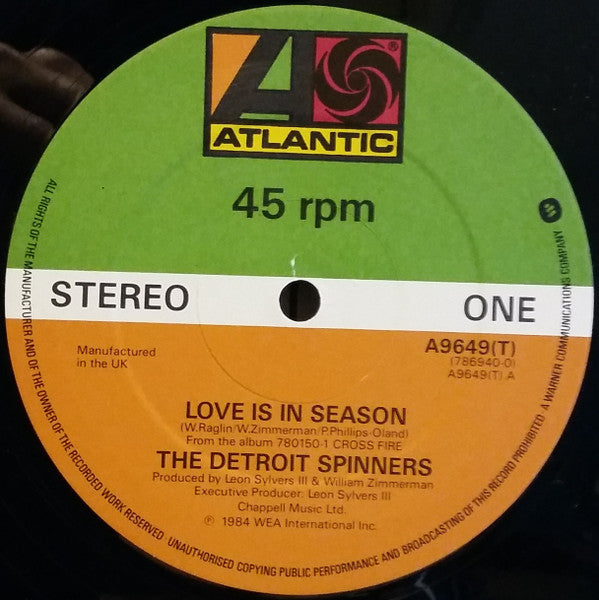 ATLANTIC
®
45 rpm
STEREO
ONE
A9649(T)
(786940-0)
A9649(T) A
Manufactured
in the UK
LOVE IS IN SEASON
(W.Raglin/W.Zimmerman/P.Phillips-Oland)
From the album 780150-1 CROSS FIRE
THE DETROIT SPINNERS
Produced by Leon Sylvers III & William Zimmerman
Executive Producer: Leon Sylvers III
Chappell Music Ltd.
℗ 1984 WEA International Inc.
ALL RIGHTS OF THE MANUFACTURER AND OF THE OWNER OF THE RECORDED WORK RESERVED. UNAUTHORISED COPYING PUBLIC PERFORMANCE AND BROADCASTING OF THIS RECORD PROHIBITED. A WARNER COMMUNICATIONS COMPANY